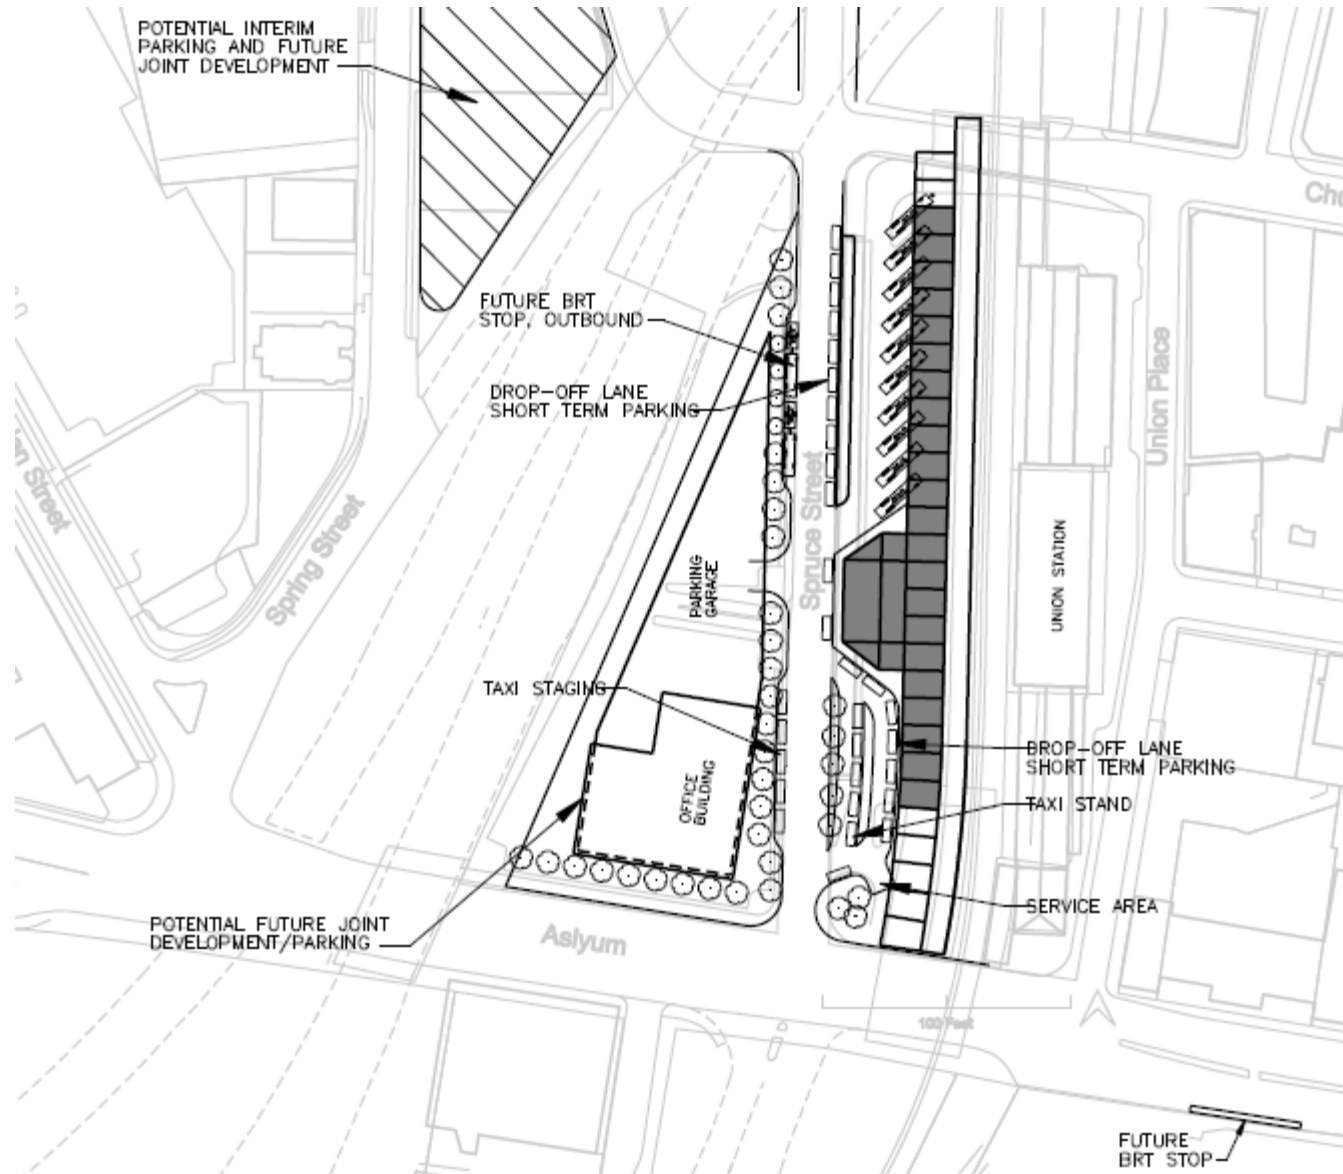 POTENTIAL INTERIM
PARKING AND FUTURE
JOINT DEVELOPMENT
FUTURE BRT
STOP, OUTBOUND
DROP-OFF LANE
SHORT TERM PARKING
Union Place
Spring Street
Spruce Street
Street
PARKING
GARAGE
UNION STATION
TAXI STAGING
OFFICE
BUILDING
DROP-OFF LANE
SHORT TERM PARKING
TAXI STAND
SERVICE AREA
POTENTIAL FUTURE JOINT
DEVELOPMENT/PARKING
Aslyum
100 Feet
FUTURE
BRT STOP